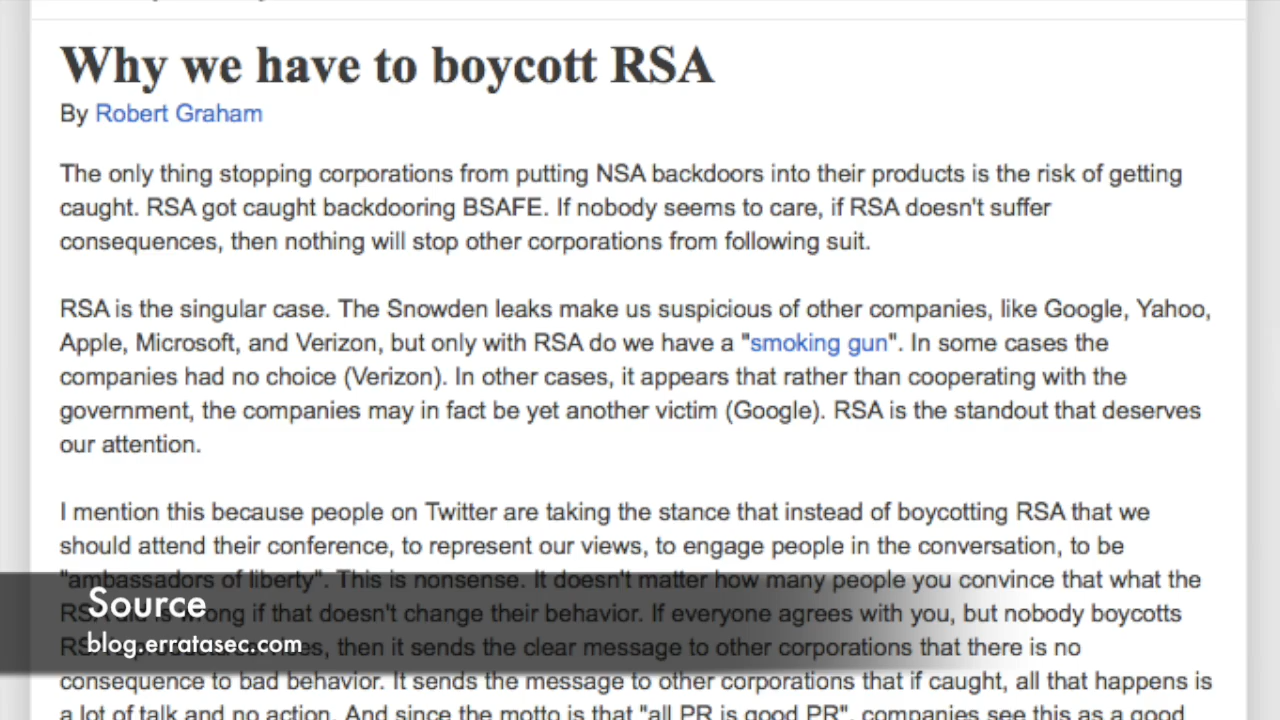 Why we have to boycott RSA
By Robert Graham
The only thing stopping corporations from putting NSA backdoors into their products is the risk of getting
caught. RSA got caught backdooring BSAFE. If nobody seems to care, if RSA doesn't suffer
consequences, then nothing will stop other corporations from following suit.
RSA is the singular case. The Snowden leaks make us suspicious of other companies, like Google, Yahoo,
Apple, Microsoft, and Verizon, but only with RSA do we have a "smoking gun". In some cases the
companies had no choice (Verizon). In other cases, it appears that rather than cooperating with the
government, the companies may in fact be yet another victim (Google). RSA is the standout that deserves
our attention.
I mention this because people on Twitter are taking the stance that instead of boycotting RSA that we
should attend their conference, to represent our views, to engage people in the conversation, to be
"ambassadors of liberty". This is nonsense. It doesn't matter how many people you convince that what the
Source
wrong if that doesn't change their behavior. If everyone agrees with you, but nobody boycotts
blog.erratasec.com
then it sends the clear message to other corporations that there is no
consequence to bad behavior. It sends the message to other corporations that if caught, all that happens is
a lot of talk and no action. And since the motto is that "all PR is good PR", companies see this as a good